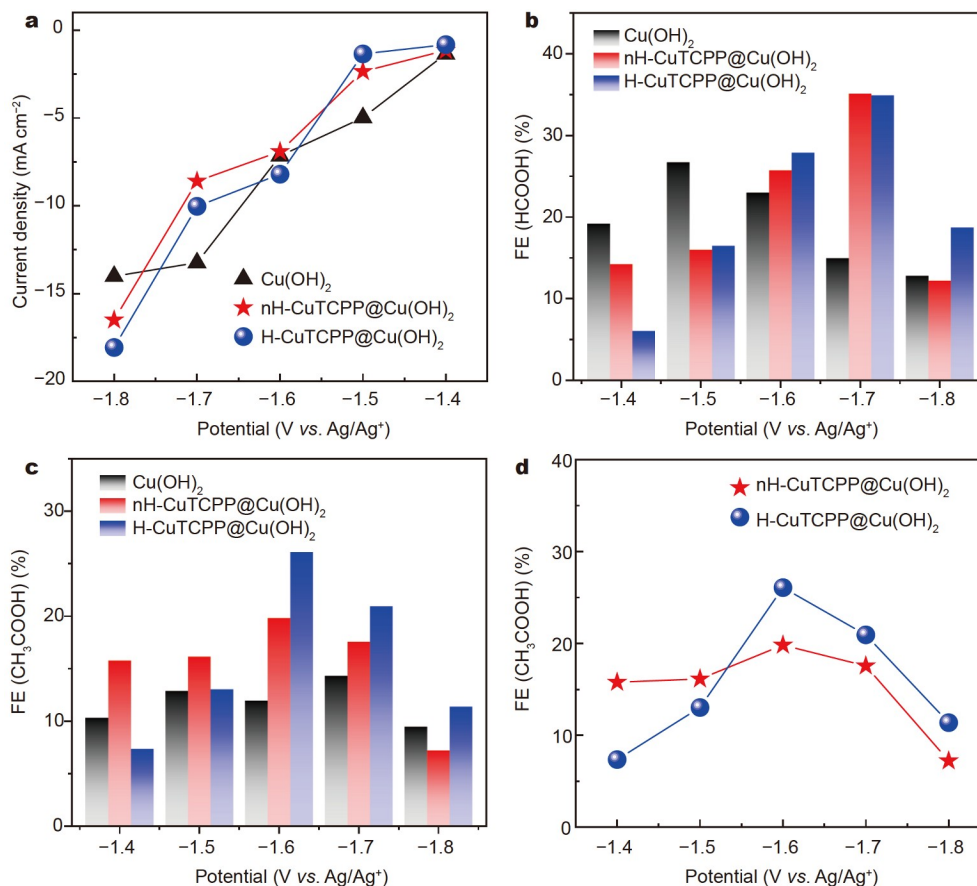 a
0
−5
−10
−15
−20
Current density (mA cm⁻²)
Cu(OH)₂
nH-CuTCPP@Cu(OH)₂
H-CuTCPP@Cu(OH)₂
−1.8 −1.7 −1.6 −1.5 −1.4
Potential (V vs. Ag/Ag⁺)
b
40
30
20
10
0
FE (HCOOH) (%)
Cu(OH)₂
nH-CuTCPP@Cu(OH)₂
H-CuTCPP@Cu(OH)₂
−1.4 −1.5 −1.6 −1.7 −1.8
Potential (V vs. Ag/Ag⁺)
c
30
20
10
0
FE (CH₃COOH) (%)
Cu(OH)₂
nH-CuTCPP@Cu(OH)₂
H-CuTCPP@Cu(OH)₂
−1.4 −1.5 −1.6 −1.7 −1.8
Potential (V vs. Ag/Ag⁺)
d
40
30
20
10
0
FE (CH₃COOH) (%)
nH-CuTCPP@Cu(OH)₂
H-CuTCPP@Cu(OH)₂
−1.4 −1.5 −1.6 −1.7 −1.8
Potential (V vs. Ag/Ag⁺)